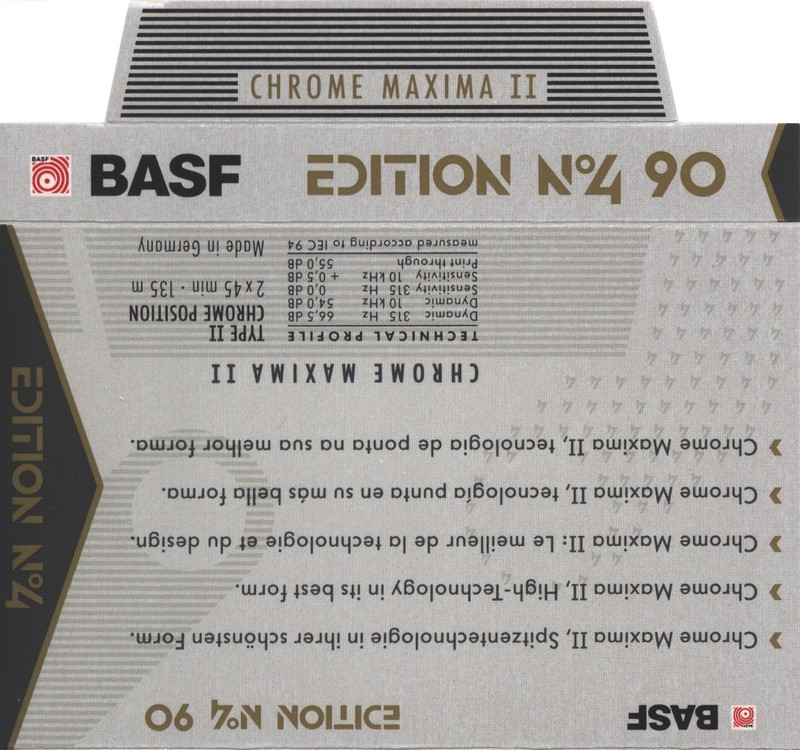 CHROME MAXIMA II
BASF
BASF EDITION Nº4 90
BASF EDITION Nº4 90
Chrome Maxima II, Spitzentechnologie in ihrer schönsten Form.
Chrome Maxima II, High-Technology in its best form.
Chrome Maxima II: Le meilleur de la technologie et du design.
Chrome Maxima II, tecnología punta en su más bella forma.
Chrome Maxima II, tecnologia de ponta na sua melhor forma.
CHROME MAXIMA II
TECHNICAL PROFILE
Dynamic 315 Hz 66,5 dB
Dynamic 10 kHz 54,0 dB
Sensitivity 315 Hz 0,0 dB
Sensitivity 10 kHz + 0,5 dB
Print through 55,0 dB
measured according to IEC 94
TYPE II
CHROME POSITION
2 x 45 min · 135 m
Made in Germany
EDITION Nº4